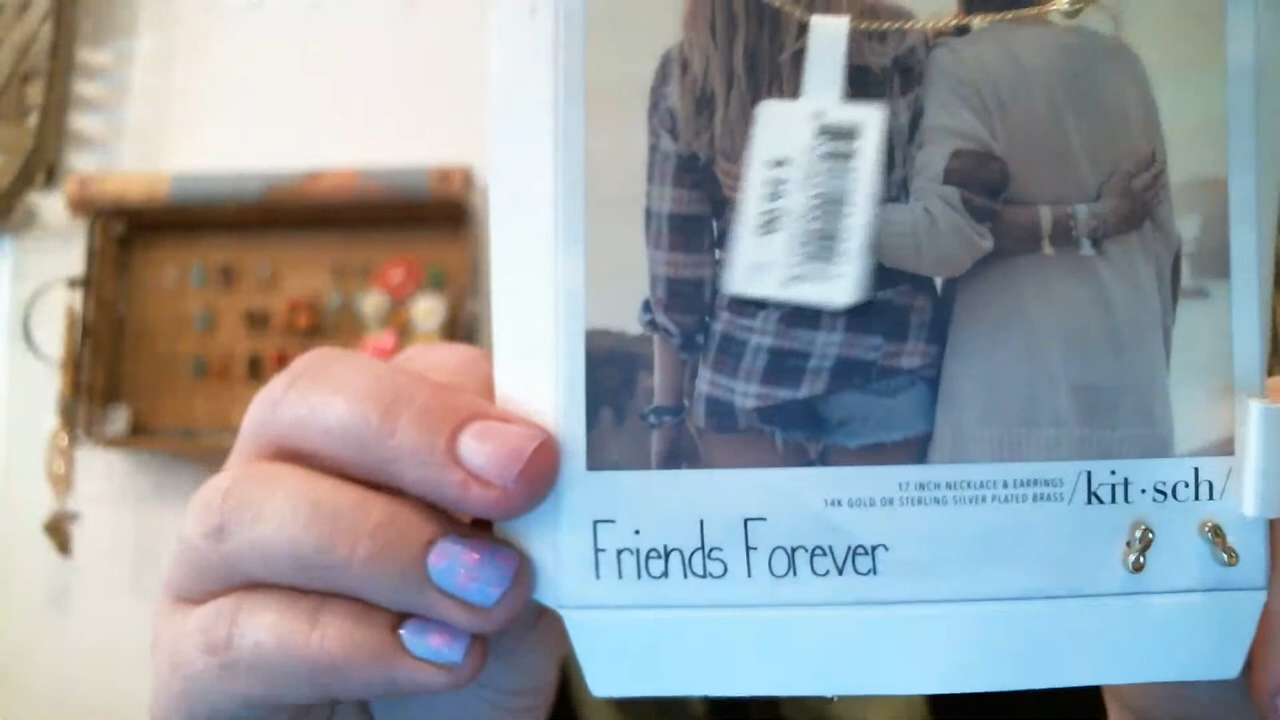 17 INCH NECKLACE & EARRINGS
14K GOLD OR STERLING SILVER PLATED BRASS
/kit·sch/
Friends Forever